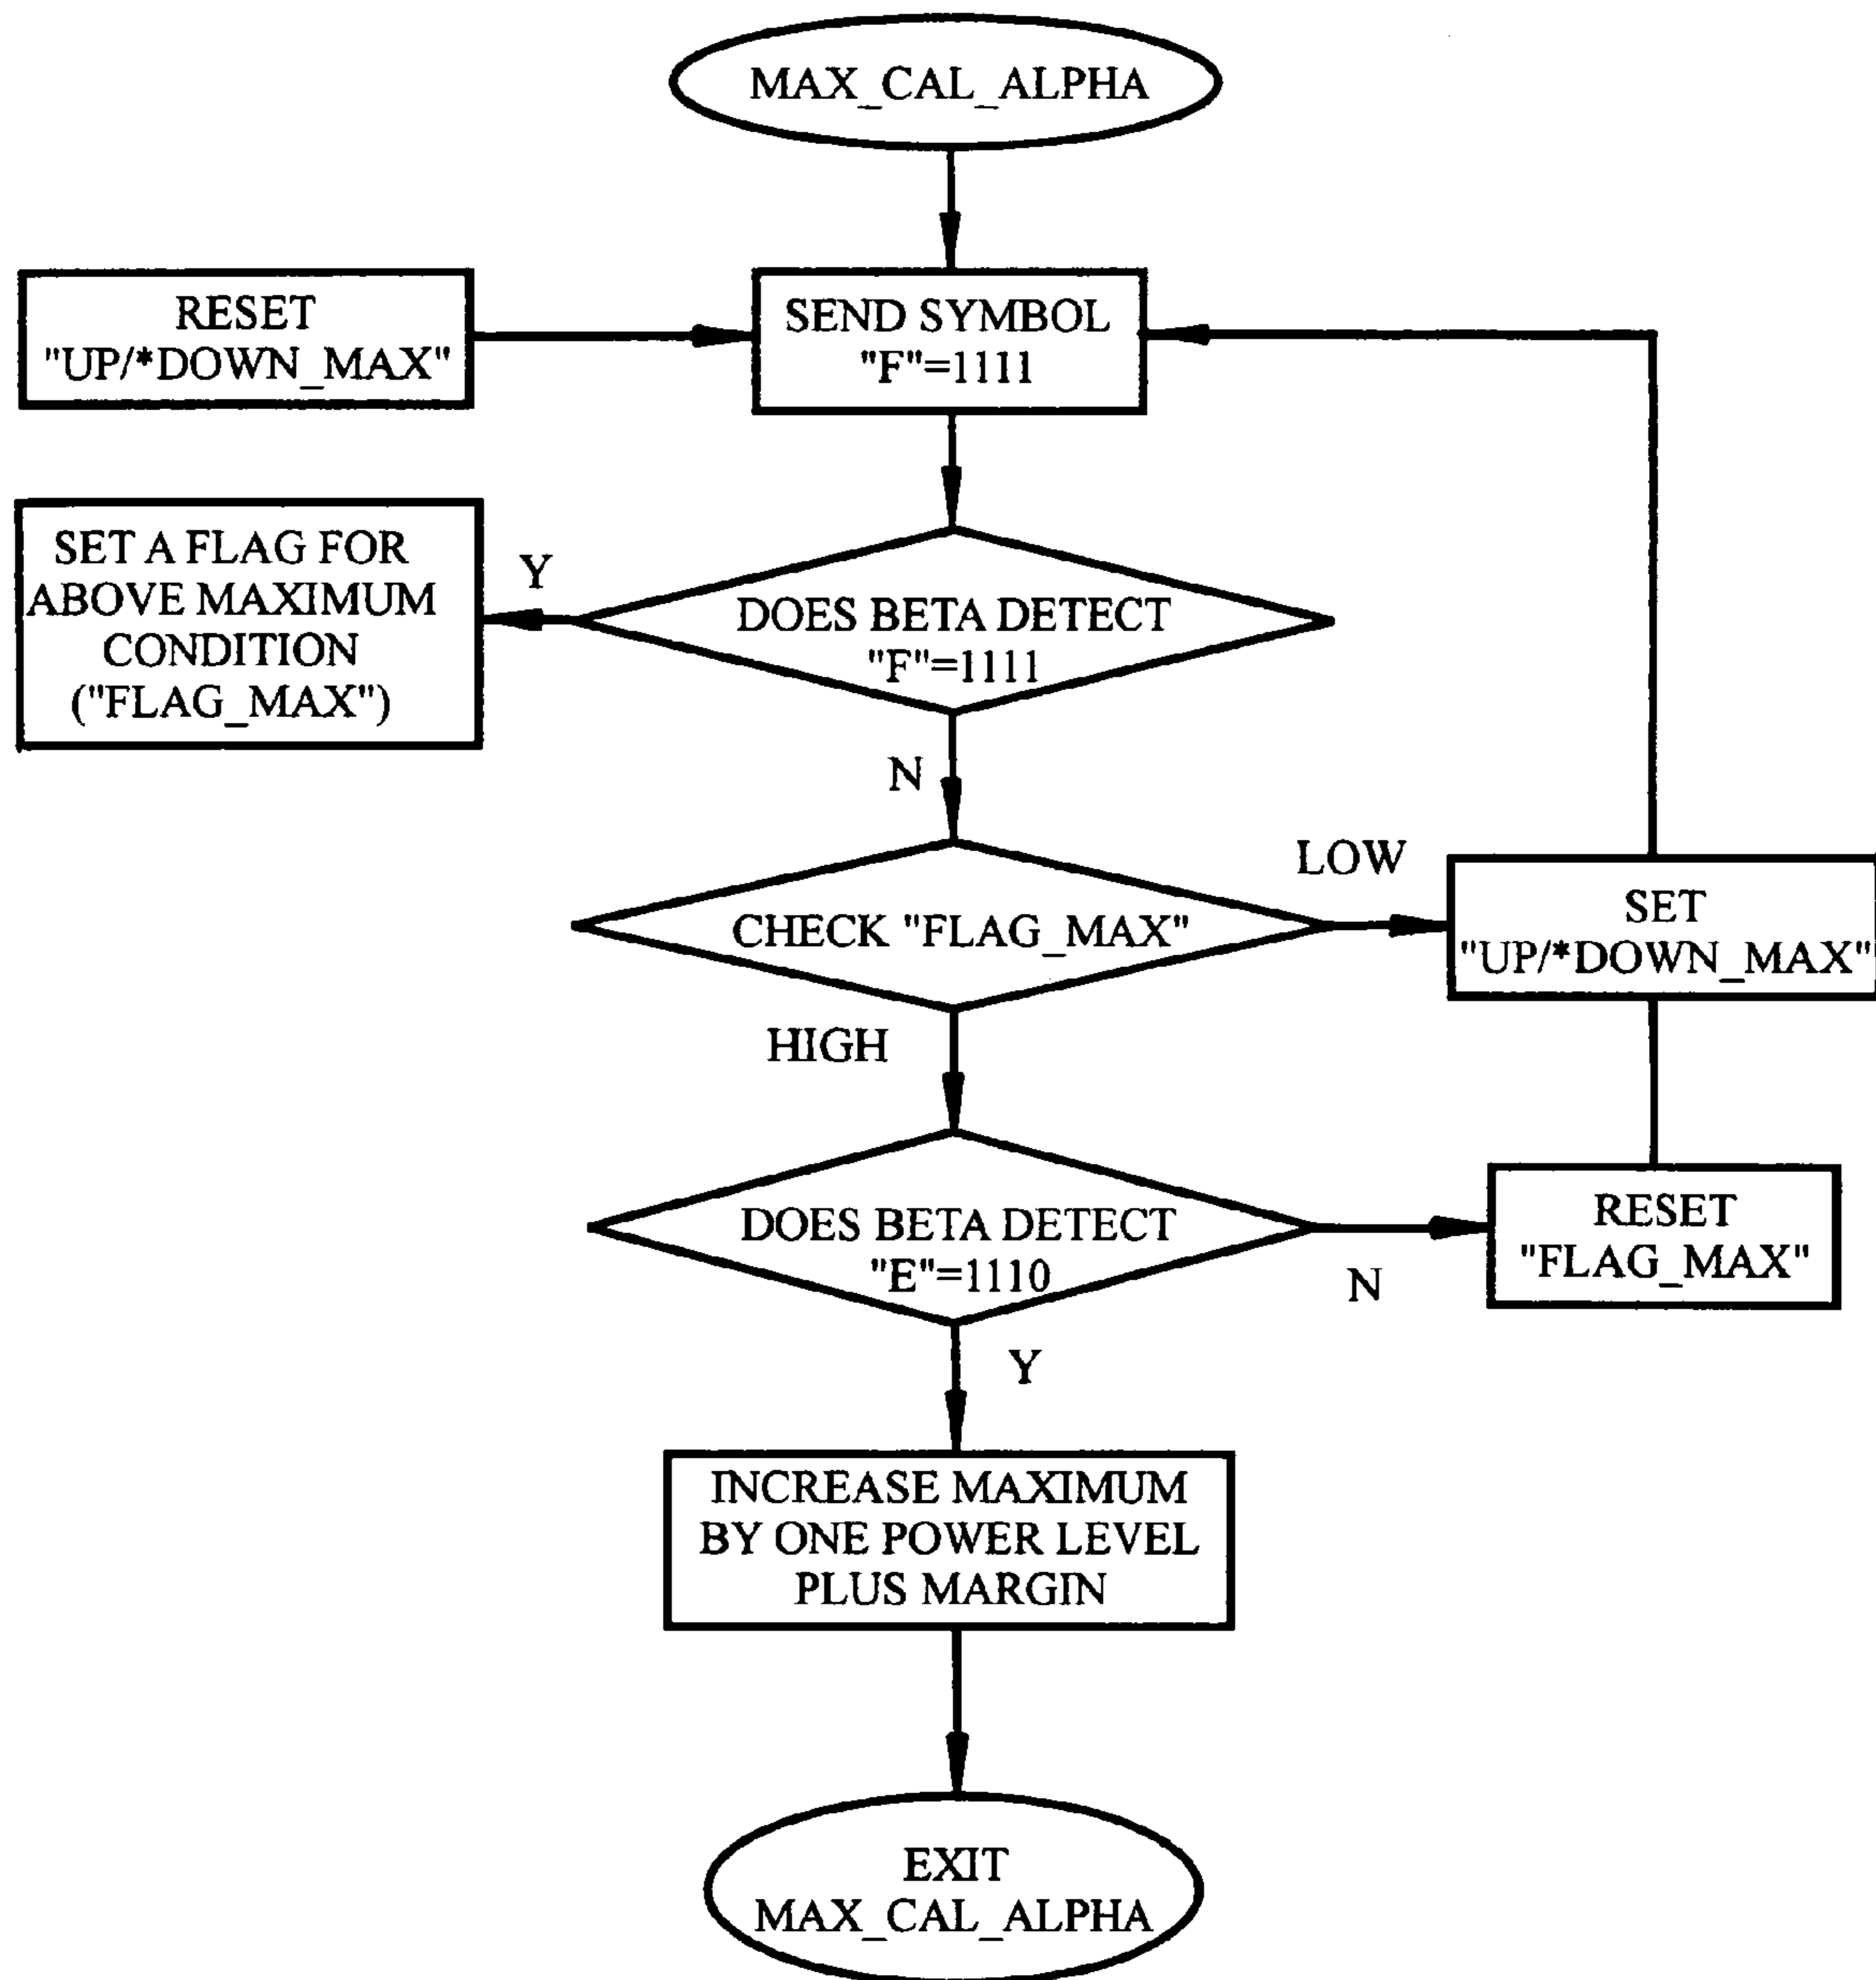 MAX_CAL_ALPHA
RESET
"UP/*DOWN_MAX"
SEND SYMBOL
"F"=1111
SET A FLAG FOR
ABOVE MAXIMUM
CONDITION
("FLAG_MAX")
Y
DOES BETA DETECT
"F"=1111
N
CHECK "FLAG_MAX"
LOW
SET
"UP/*DOWN_MAX"
HIGH
DOES BETA DETECT
"E"=1110
N
RESET
"FLAG_MAX"
Y
INCREASE MAXIMUM
BY ONE POWER LEVEL
PLUS MARGIN
EXIT
MAX_CAL_ALPHA